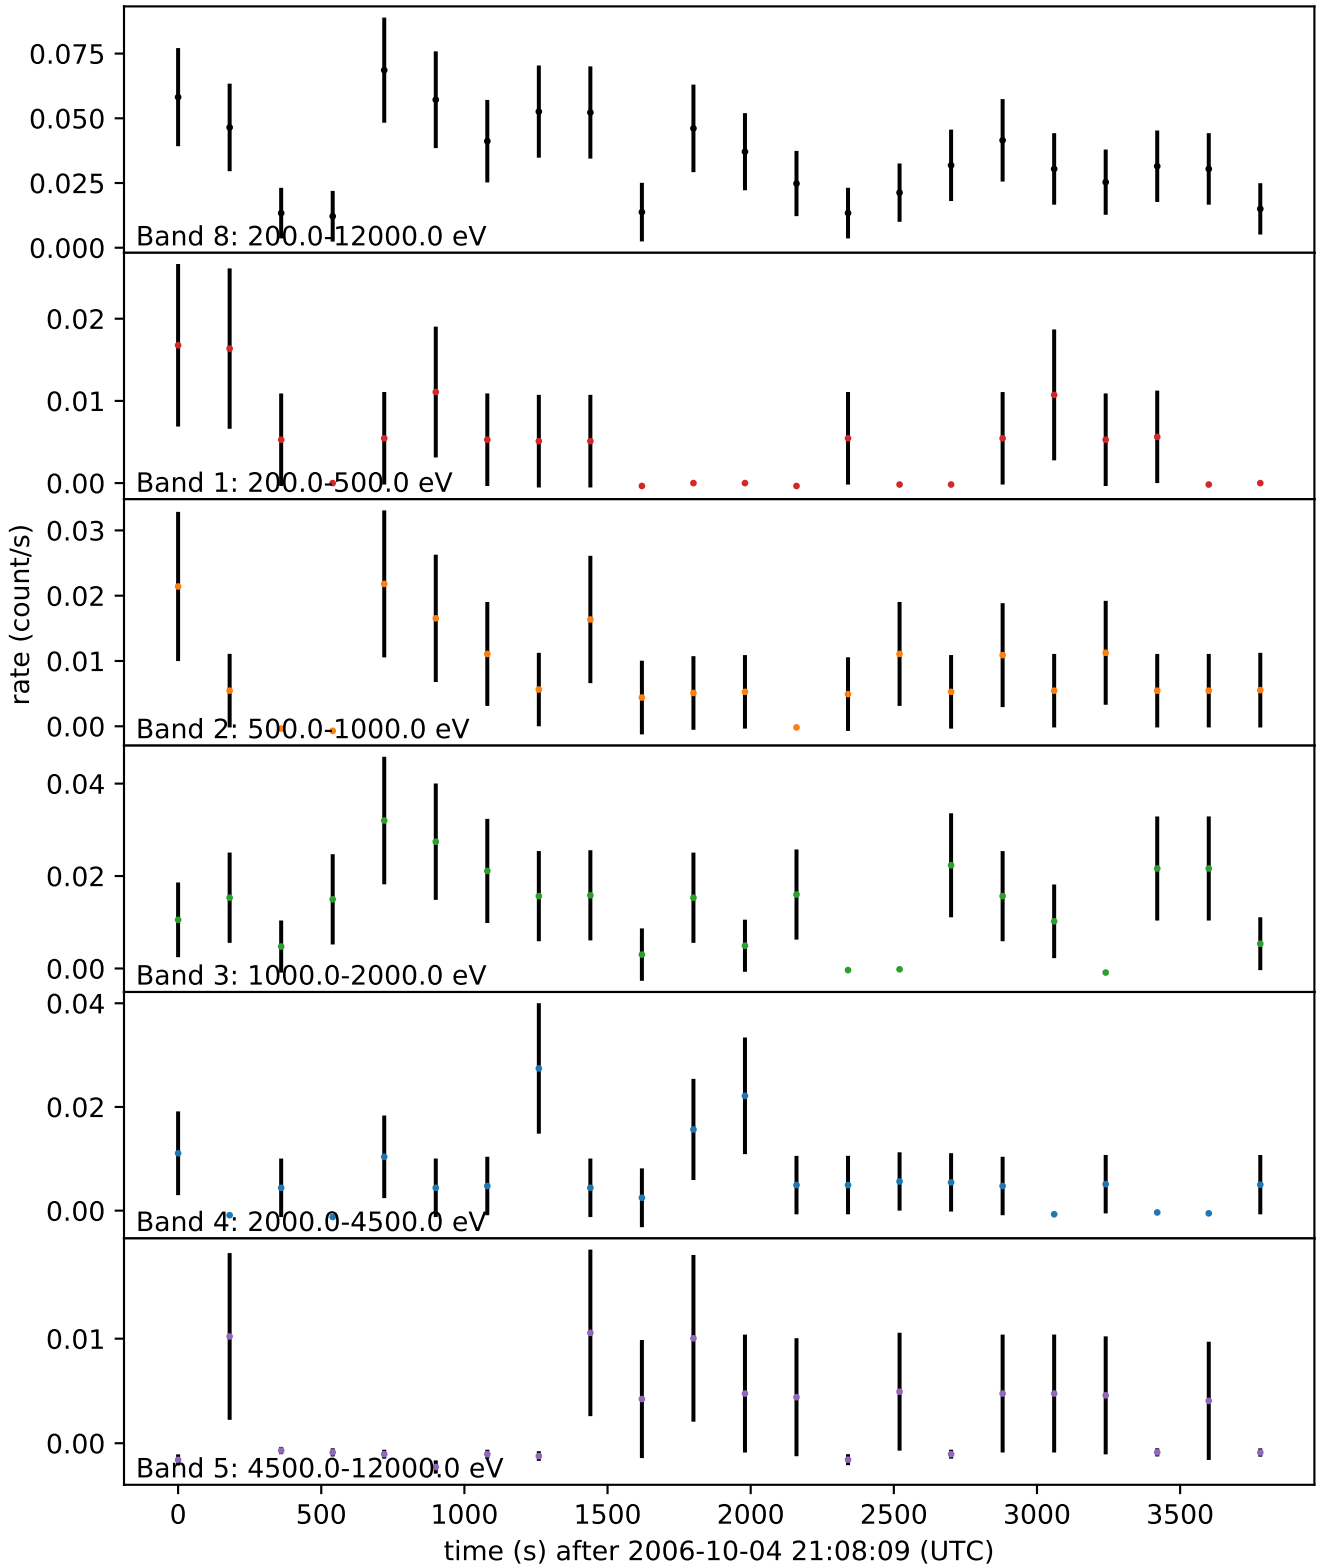 0.075
0.050
0.025
0.000
Band 8: 200.0-12000.0 eV
0.02
0.01
0.00
Band 1: 200.0-500.0 eV
0.03
0.02
0.01
0.00
Band 2: 500.0-1000.0 eV
rate (count/s)
0.04
0.02
0.00
Band 3: 1000.0-2000.0 eV
0.04
0.02
0.00
Band 4: 2000.0-4500.0 eV
0.01
0.00
Band 5: 4500.0-12000.0 eV
0 500 1000 1500 2000 2500 3000 3500
time (s) after 2006-10-04 21:08:09 (UTC)